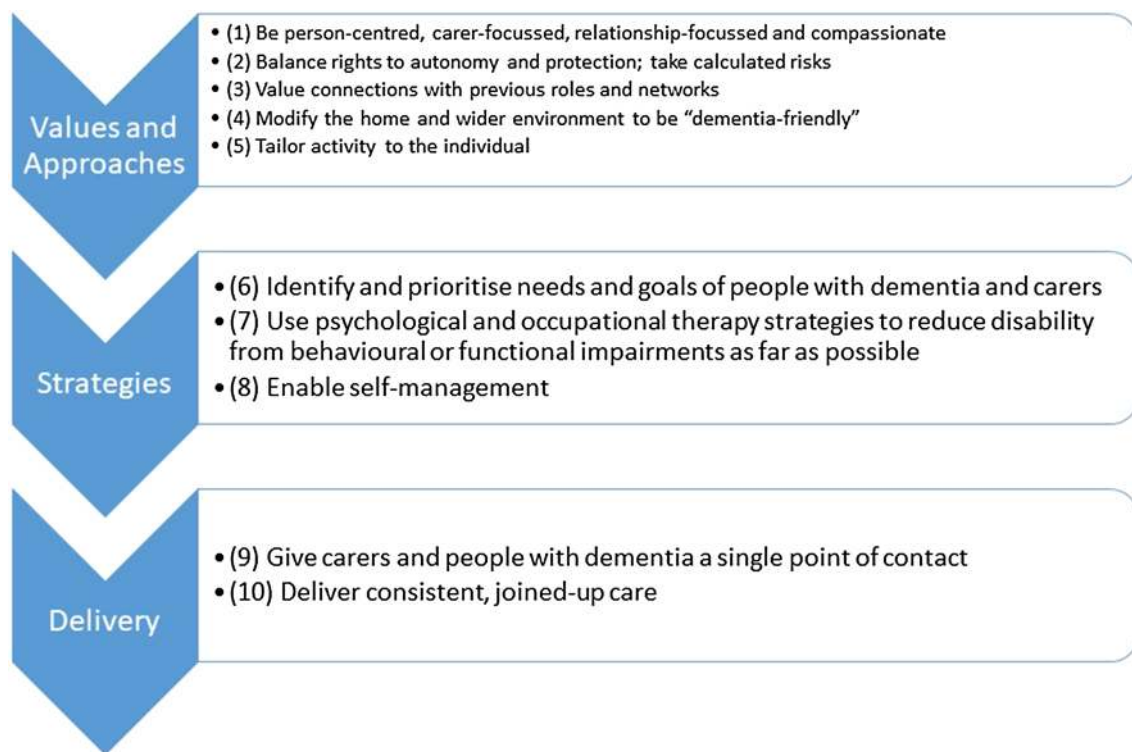 Values and
Approaches
• (1) Be person-centred, carer-focussed, relationship-focussed and compassionate
• (2) Balance rights to autonomy and protection; take calculated risks
• (3) Value connections with previous roles and networks
• (4) Modify the home and wider environment to be “dementia-friendly”
• (5) Tailor activity to the individual
Strategies
• (6) Identify and prioritise needs and goals of people with dementia and carers
• (7) Use psychological and occupational therapy strategies to reduce disability
from behavioural or functional impairments as far as possible
• (8) Enable self-management
Delivery
• (9) Give carers and people with dementia a single point of contact
• (10) Deliver consistent, joined-up care